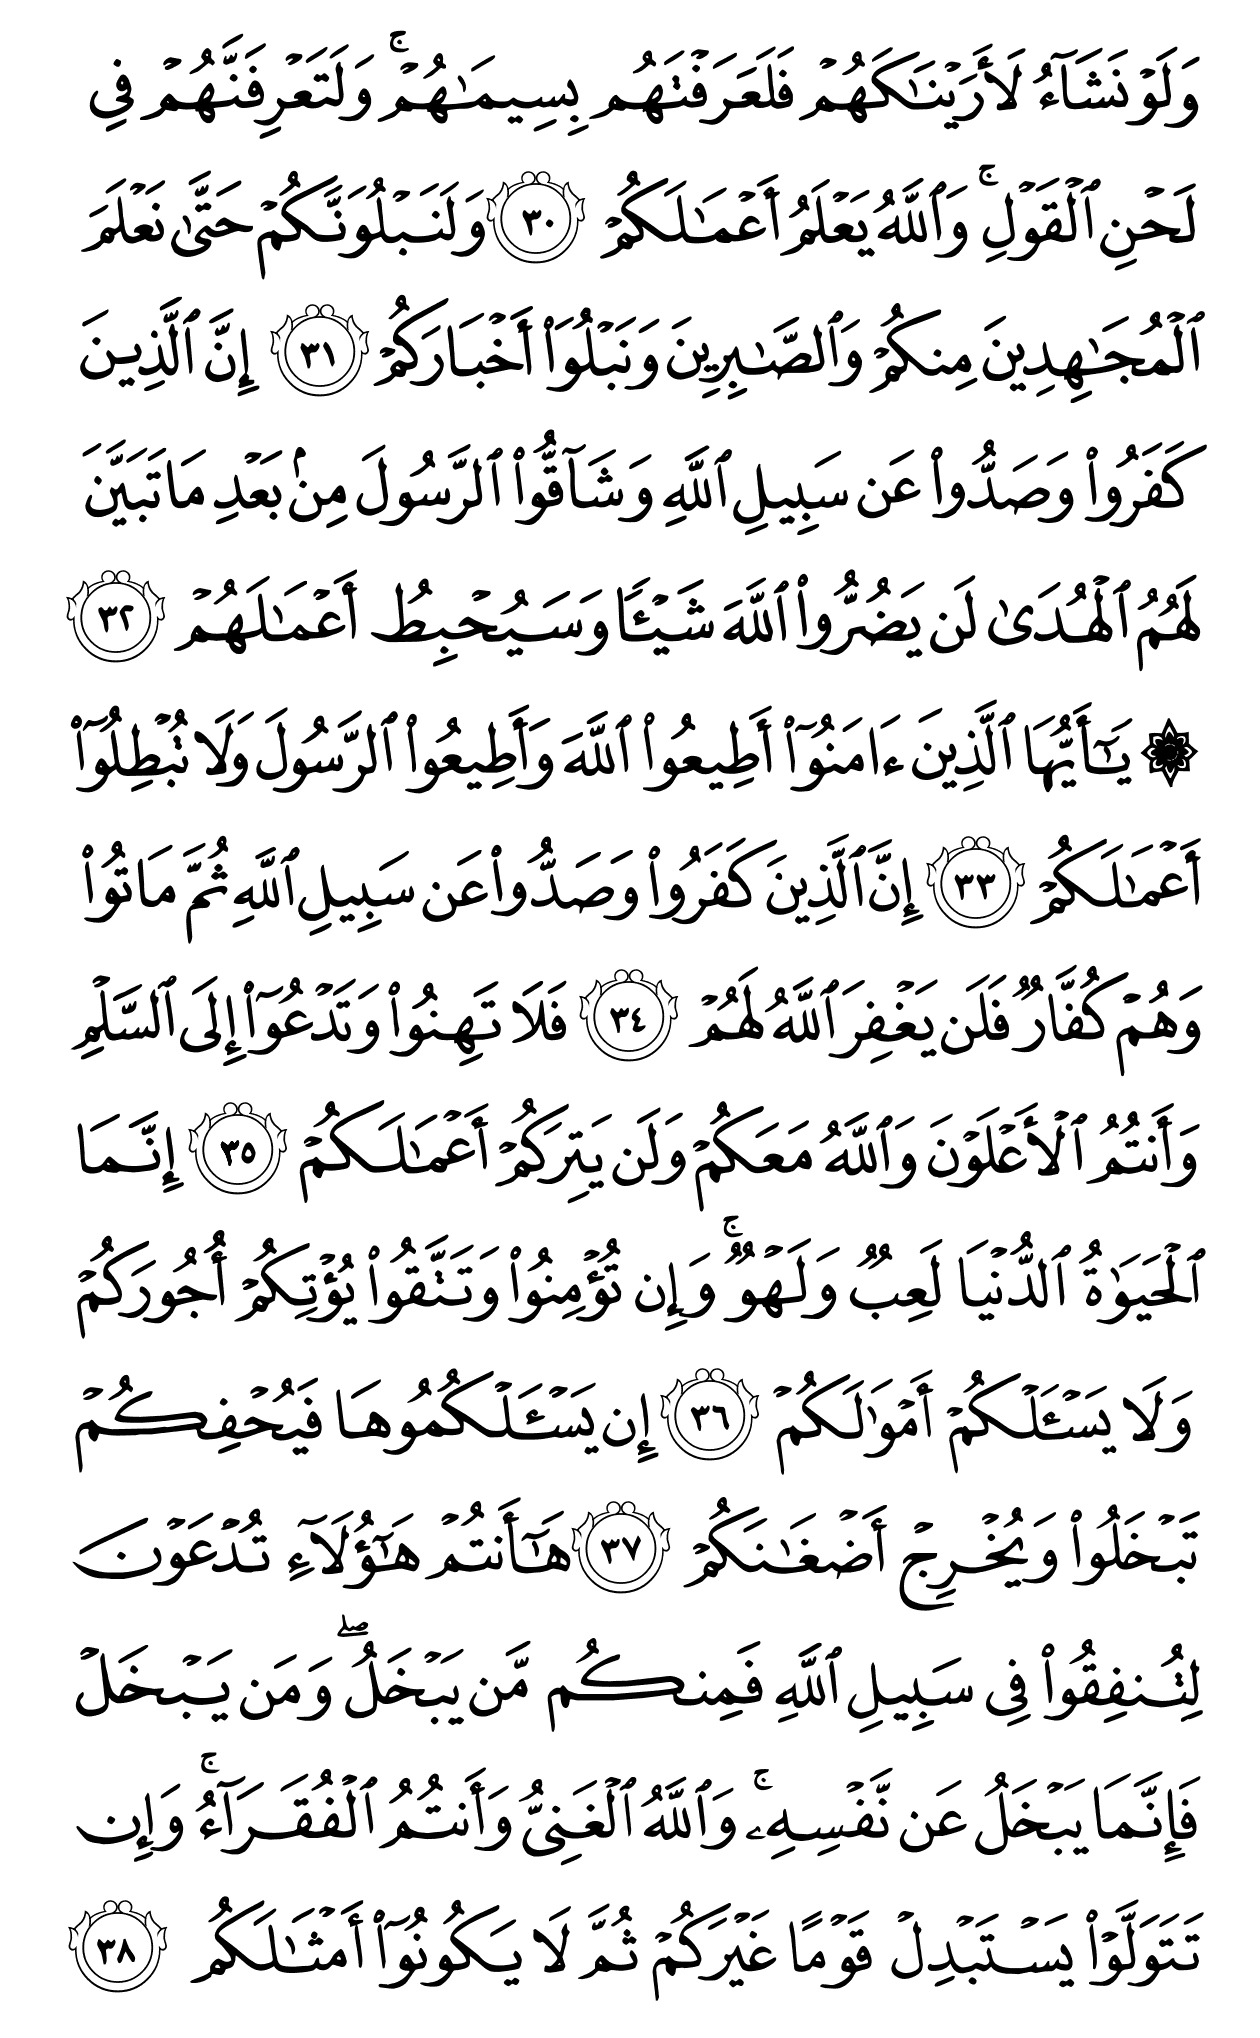 وَلَوْ نَشَآءُ لَأَرَيْنَٰكَهُمْ فَلَعَرَفْتَهُم بِسِيمَٰهُمْ ۚ وَلَتَعْرِفَنَّهُمْ فِى
لَحْنِ ٱلْقَوْلِ ۚ وَٱللَّهُ يَعْلَمُ أَعْمَٰلَكُمْ ٣٠ وَلَنَبْلُوَنَّكُمْ حَتَّىٰ نَعْلَمَ
ٱلْمُجَٰهِدِينَ مِنكُمْ وَٱلصَّٰبِرِينَ وَنَبْلُوَا۟ أَخْبَارَكُمْ ٣١ إِنَّ ٱلَّذِينَ
كَفَرُوا۟ وَصَدُّوا۟ عَن سَبِيلِ ٱللَّهِ وَشَآقُّوا۟ ٱلرَّسُولَ مِنۢ بَعْدِ مَا تَبَيَّنَ
لَهُمُ ٱلْهُدَىٰ لَن يَضُرُّوا۟ ٱللَّهَ شَيْـًٔا وَسَيُحْبِطُ أَعْمَٰلَهُمْ ٣٢
۞ يَٰٓأَيُّهَا ٱلَّذِينَ ءَامَنُوٓا۟ أَطِيعُوا۟ ٱللَّهَ وَأَطِيعُوا۟ ٱلرَّسُولَ وَلَا تُبْطِلُوٓا۟
أَعْمَٰلَكُمْ ٣٣ إِنَّ ٱلَّذِينَ كَفَرُوا۟ وَصَدُّوا۟ عَن سَبِيلِ ٱللَّهِ ثُمَّ مَاتُوا۟
وَهُمْ كُفَّارٌ فَلَن يَغْفِرَ ٱللَّهُ لَهُمْ ٣٤ فَلَا تَهِنُوا۟ وَتَدْعُوٓا۟ إِلَى ٱلسَّلْمِ
وَأَنتُمُ ٱلْأَعْلَوْنَ وَٱللَّهُ مَعَكُمْ وَلَن يَتِرَكُمْ أَعْمَٰلَكُمْ ٣٥ إِنَّمَا
ٱلْحَيَوٰةُ ٱلدُّنْيَا لَعِبٌ وَلَهْوٌ ۚ وَإِن تُؤْمِنُوا۟ وَتَتَّقُوا۟ يُؤْتِكُمْ أُجُورَكُمْ
وَلَا يَسْـَٔلْكُمْ أَمْوَٰلَكُمْ ٣٦ إِن يَسْـَٔلْكُمُوهَا فَيُحْفِكُمْ
تَبْخَلُوا۟ وَيُخْرِجْ أَضْغَٰنَكُمْ ٣٧ هَٰٓأَنتُمْ هَٰٓؤُلَآءِ تُدْعَوْنَ
لِتُنفِقُوا۟ فِى سَبِيلِ ٱللَّهِ فَمِنكُم مَّن يَبْخَلُ ۖ وَمَن يَبْخَلْ
فَإِنَّمَا يَبْخَلُ عَن نَّفْسِهِۦ ۚ وَٱللَّهُ ٱلْغَنِىُّ وَأَنتُمُ ٱلْفُقَرَآءُ ۚ وَإِن
تَتَوَلَّوْا۟ يَسْتَبْدِلْ قَوْمًا غَيْرَكُمْ ثُمَّ لَا يَكُونُوٓا۟ أَمْثَٰلَكُم ٣٨